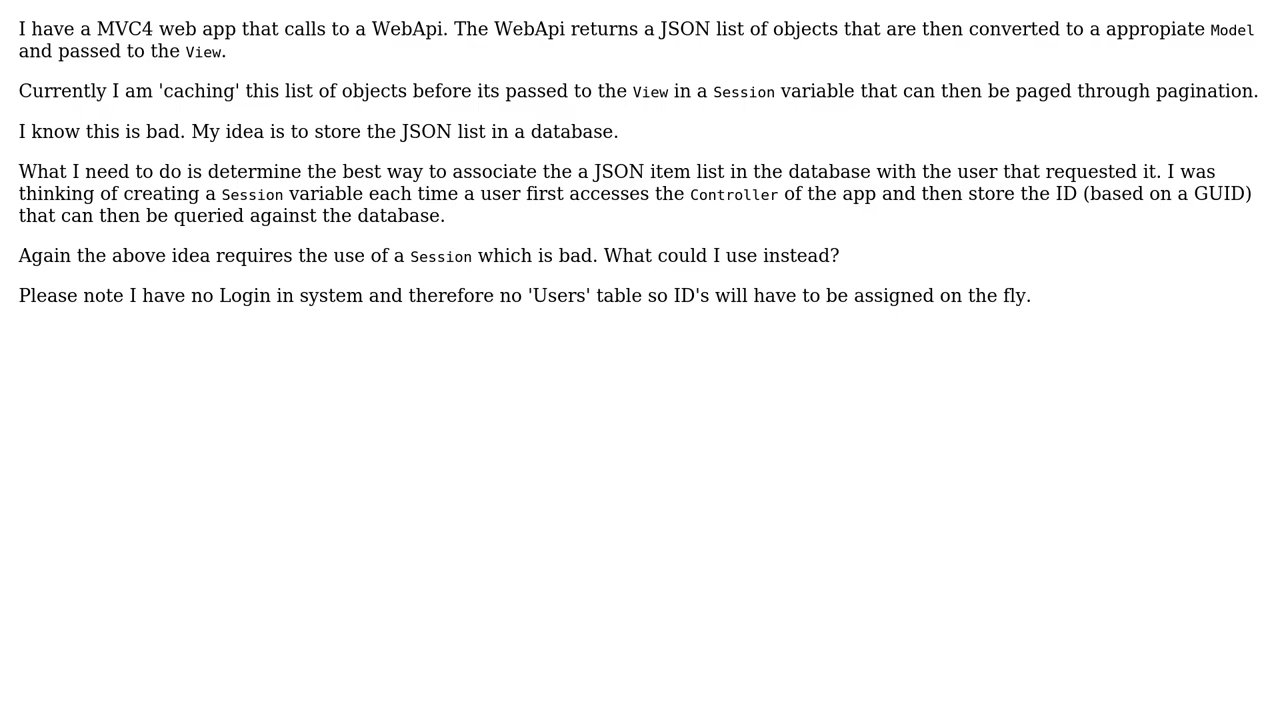 I have a MVC4 web app that calls to a WebApi. The WebApi returns a JSON list of objects that are then converted to a appropiate Model
and passed to the View.
Currently I am 'caching' this list of objects before its passed to the View in a Session variable that can then be paged through pagination.
I know this is bad. My idea is to store the JSON list in a database.
What I need to do is determine the best way to associate the a JSON item list in the database with the user that requested it. I was
thinking of creating a Session variable each time a user first accesses the Controller of the app and then store the ID (based on a GUID)
that can then be queried against the database.
Again the above idea requires the use of a Session which is bad. What could I use instead?
Please note I have no Login in system and therefore no 'Users' table so ID's will have to be assigned on the fly.